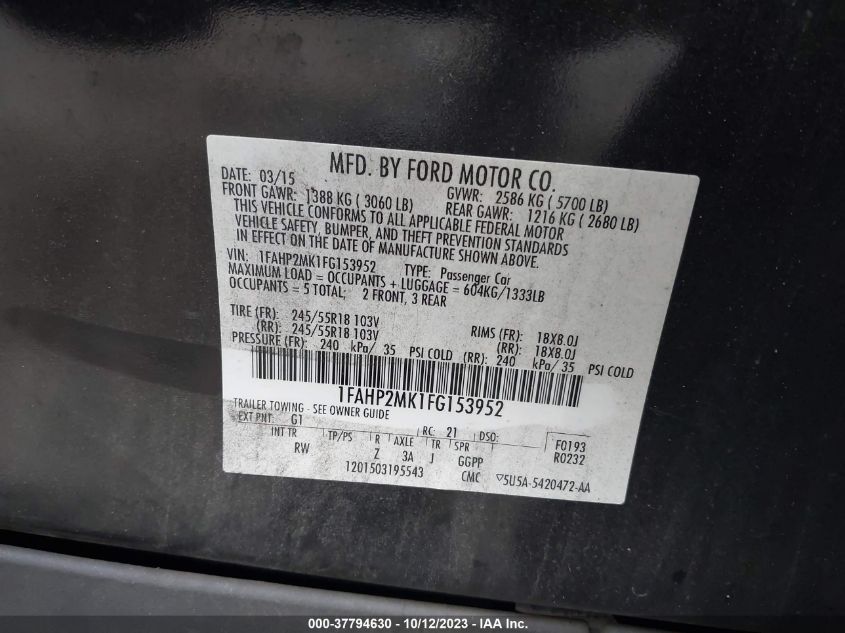 MFD. BY FORD MOTOR CO.
DATE: 03/15 GVWR: 2586 KG ( 5700 LB)
FRONT GAWR: 1388 KG ( 3060 LB) REAR GAWR: 1216 KG ( 2680 LB)
THIS VEHICLE CONFORMS TO ALL APPLICABLE FEDERAL MOTOR
VEHICLE SAFETY, BUMPER, AND THEFT PREVENTION STANDARDS
IN EFFECT ON THE DATE OF MANUFACTURE SHOWN ABOVE.
VIN: 1FAHP2MK1FG153952 TYPE: Passenger Car
MAXIMUM LOAD = OCCUPANTS + LUGGAGE = 604KG/1333LB
OCCUPANTS = 5 TOTAL; 2 FRONT, 3 REAR
TIRE (FR): 245/55R18 103V RIMS (FR): 18X8.0J
(RR): 245/55R18 103V (RR): 18X8.0J
PRESSURE (FR): 240 kPa/ 35 PSI COLD (RR): 240 kPa/ 35 PSI COLD
1FAHP2MK1FG153952
TRAILER TOWING - SEE OWNER GUIDE
EXT PNT: G1 RC: 21 DSO: F0193
INT TR TP/PS R AXLE TR SPR R0232
RW Z 3A J GGPP
1201503195543 CMC ▽5U5A-5420472-AA
000-37794630 - 10/12/2023 - IAAI.com